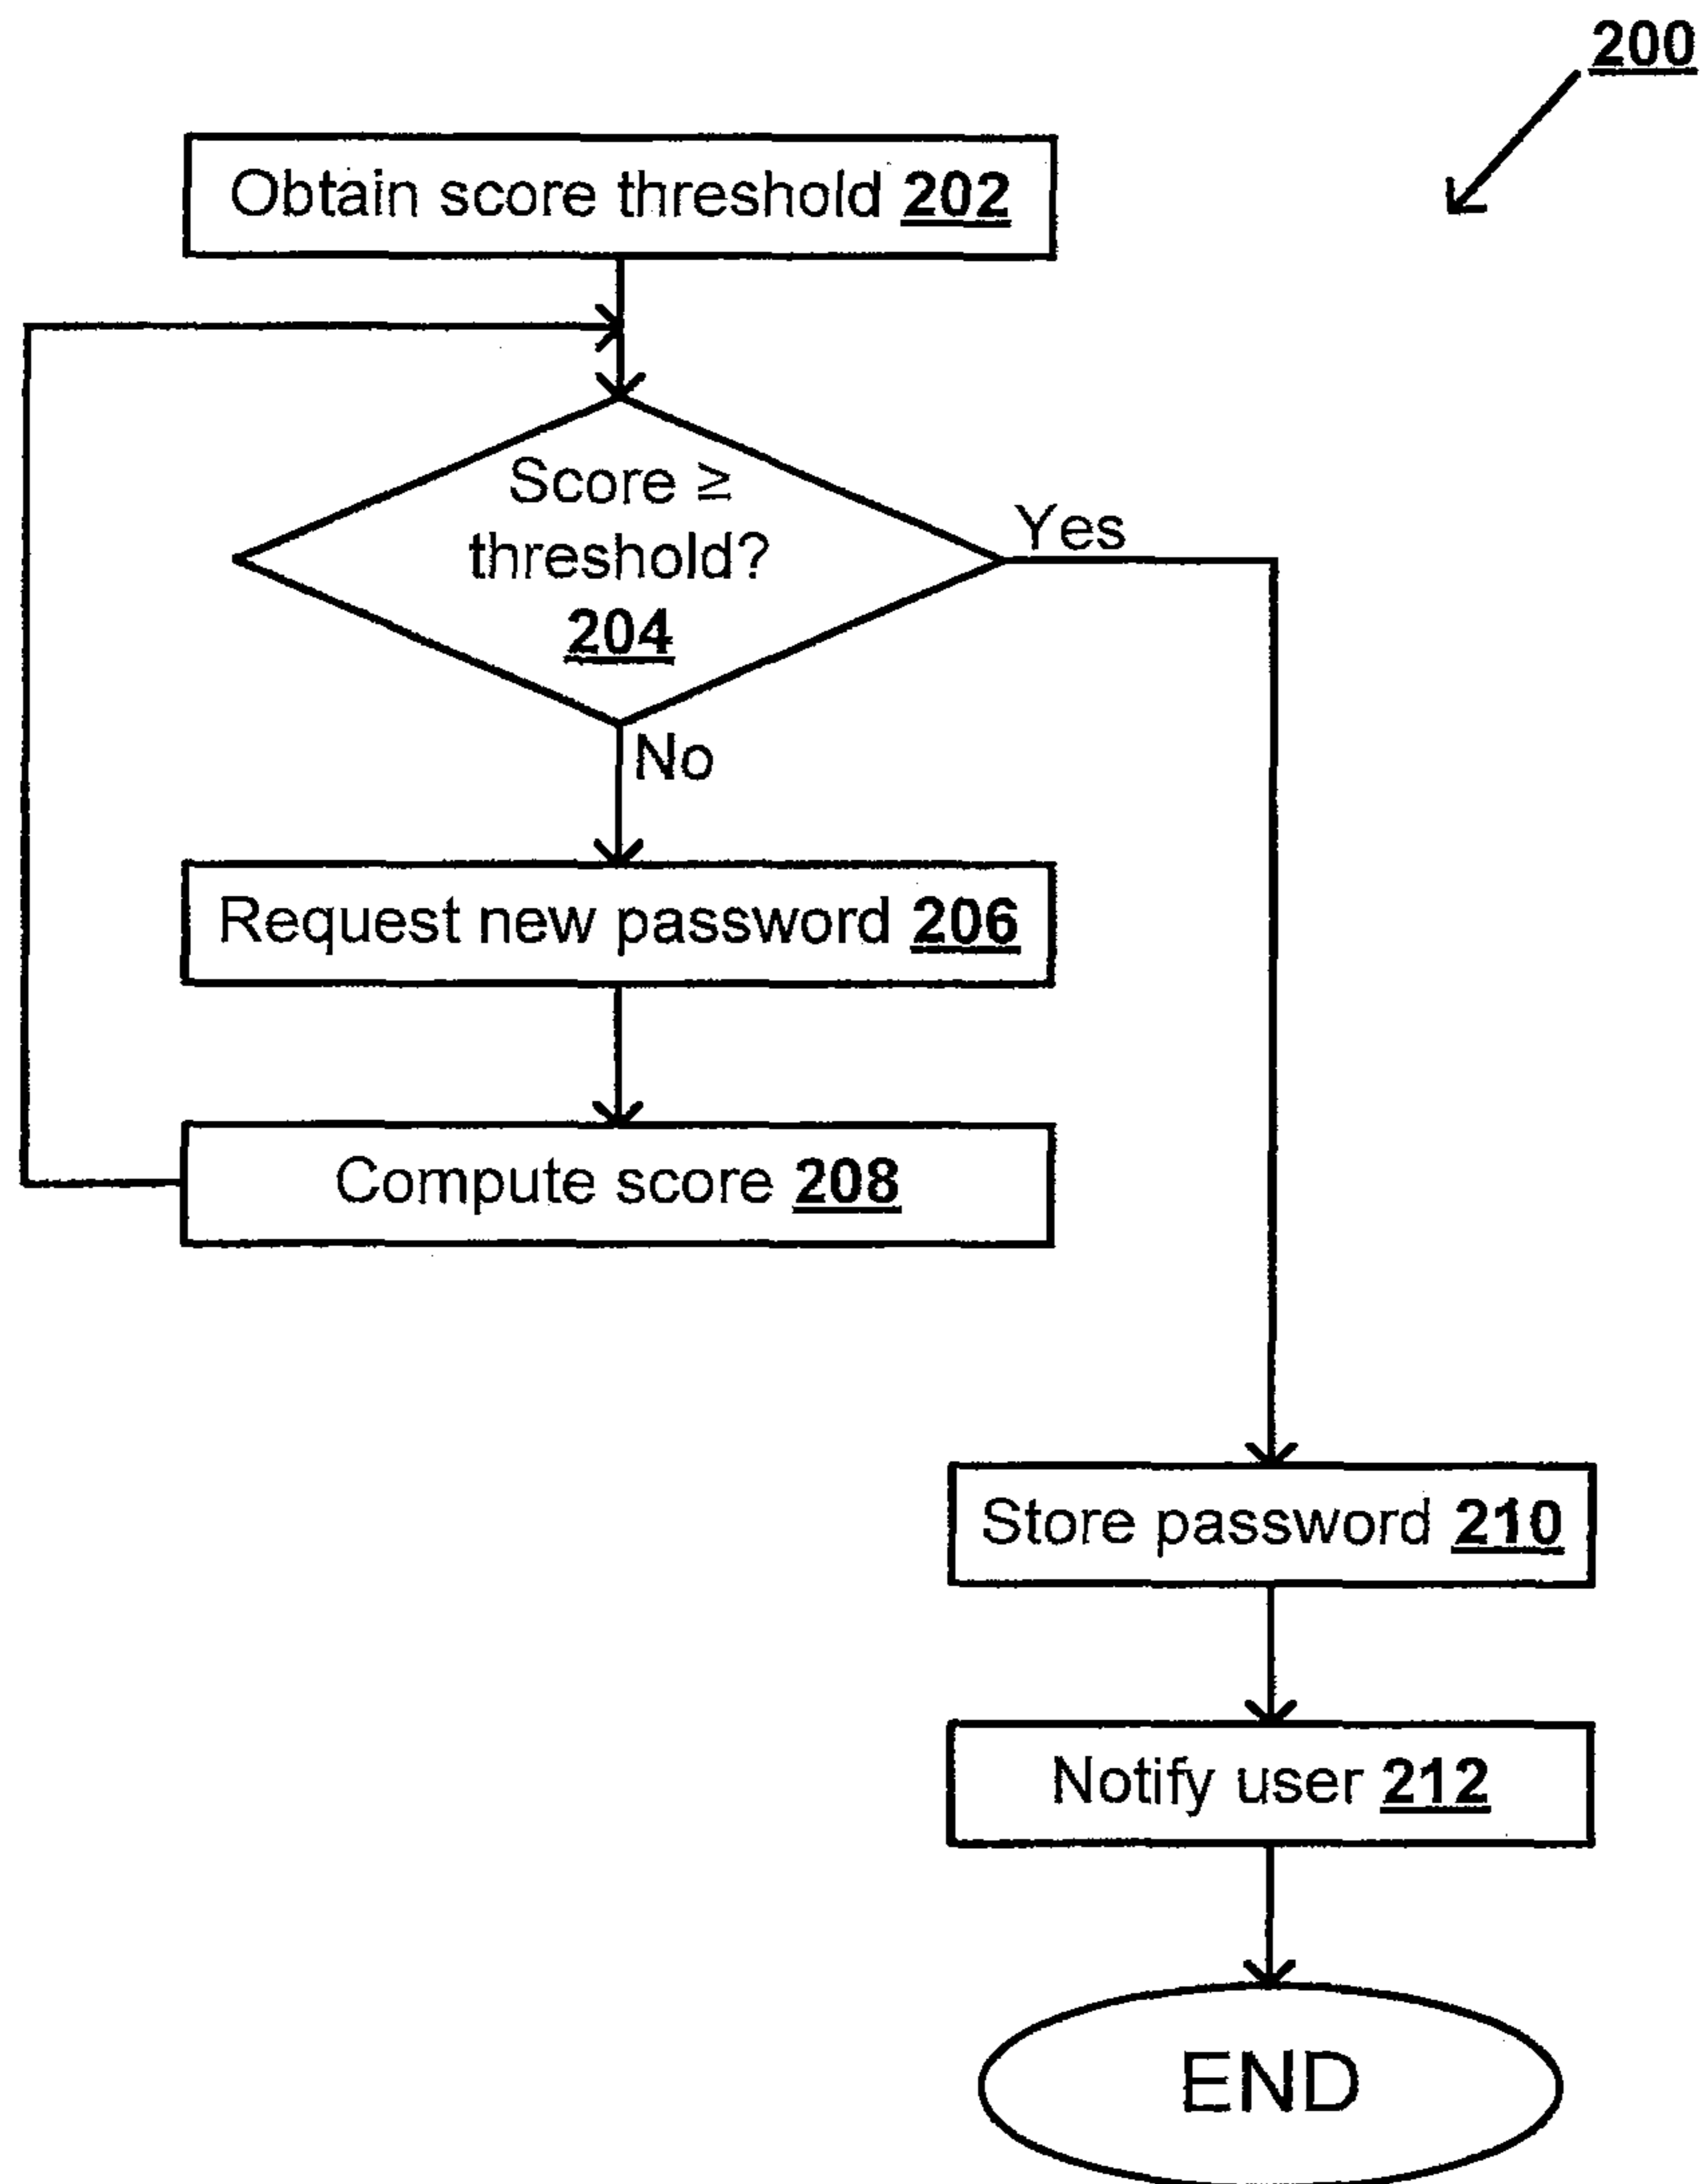 200
Obtain score threshold 202
Score ≥
threshold?
204
Yes
No
Request new password 206
Compute score 208
Store password 210
Notify user 212
END